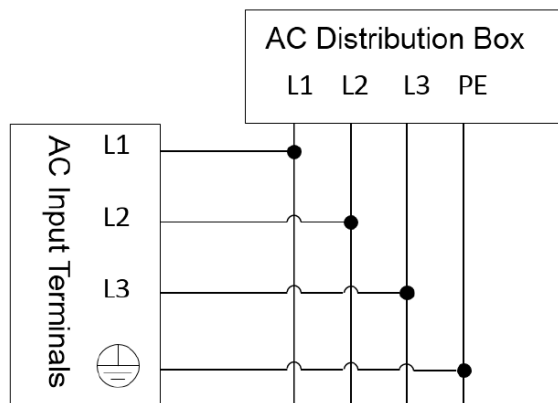 AC Distribution Box
L1 L2 L3 PE
AC Input Terminals
L1
L2
L3